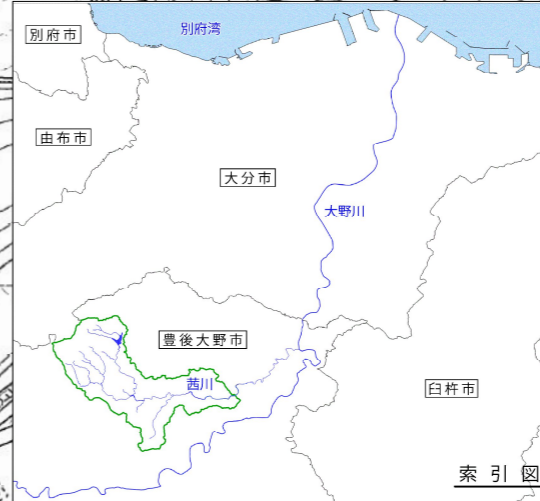 別府湾
別府市
由布市
大分市
大野川
豊後大野市
茜川
臼杵市
索引図